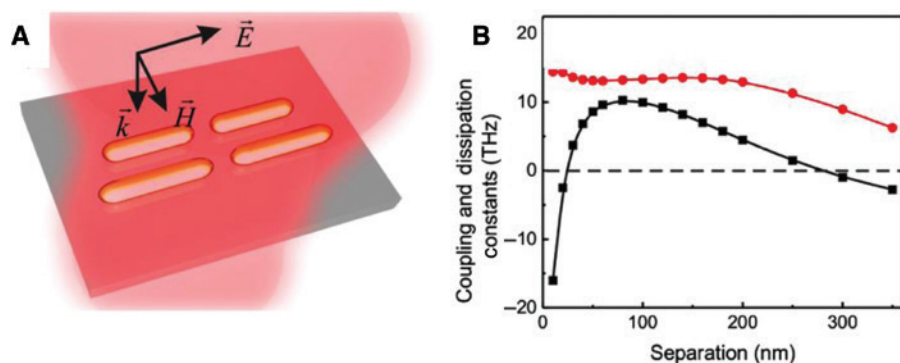 A
E
k
H
B
Coupling and dissipation
constants (THz)
20
10
0
−10
−20
0
100
200
300
Separation (nm)